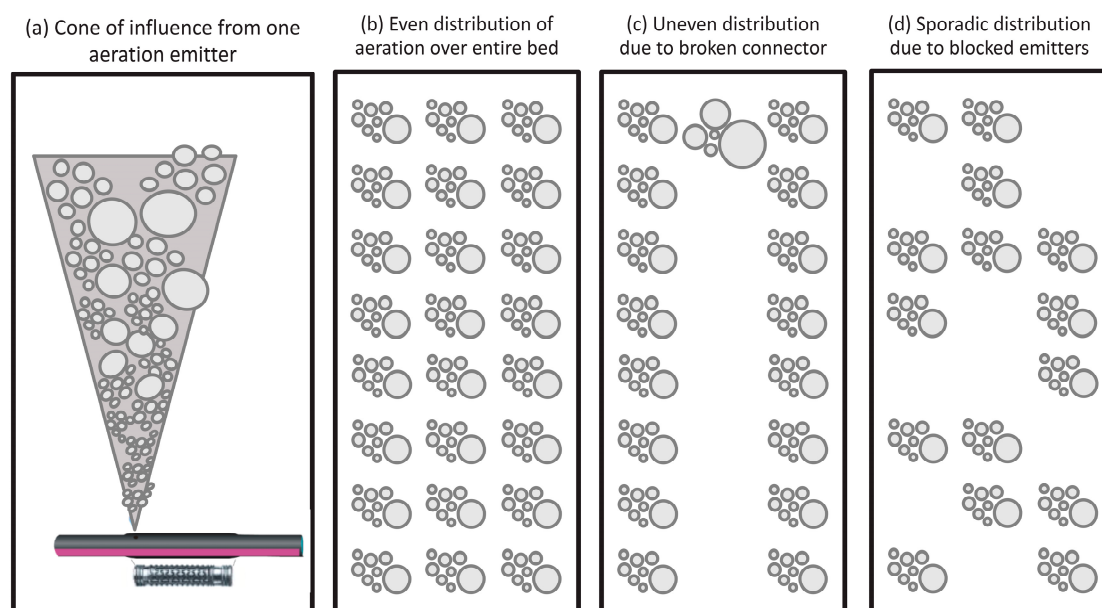 (a) Cone of influence from one
aeration emitter
(b) Even distribution of
aeration over entire bed
(c) Uneven distribution
due to broken connector
(d) Sporadic distribution
due to blocked emitters